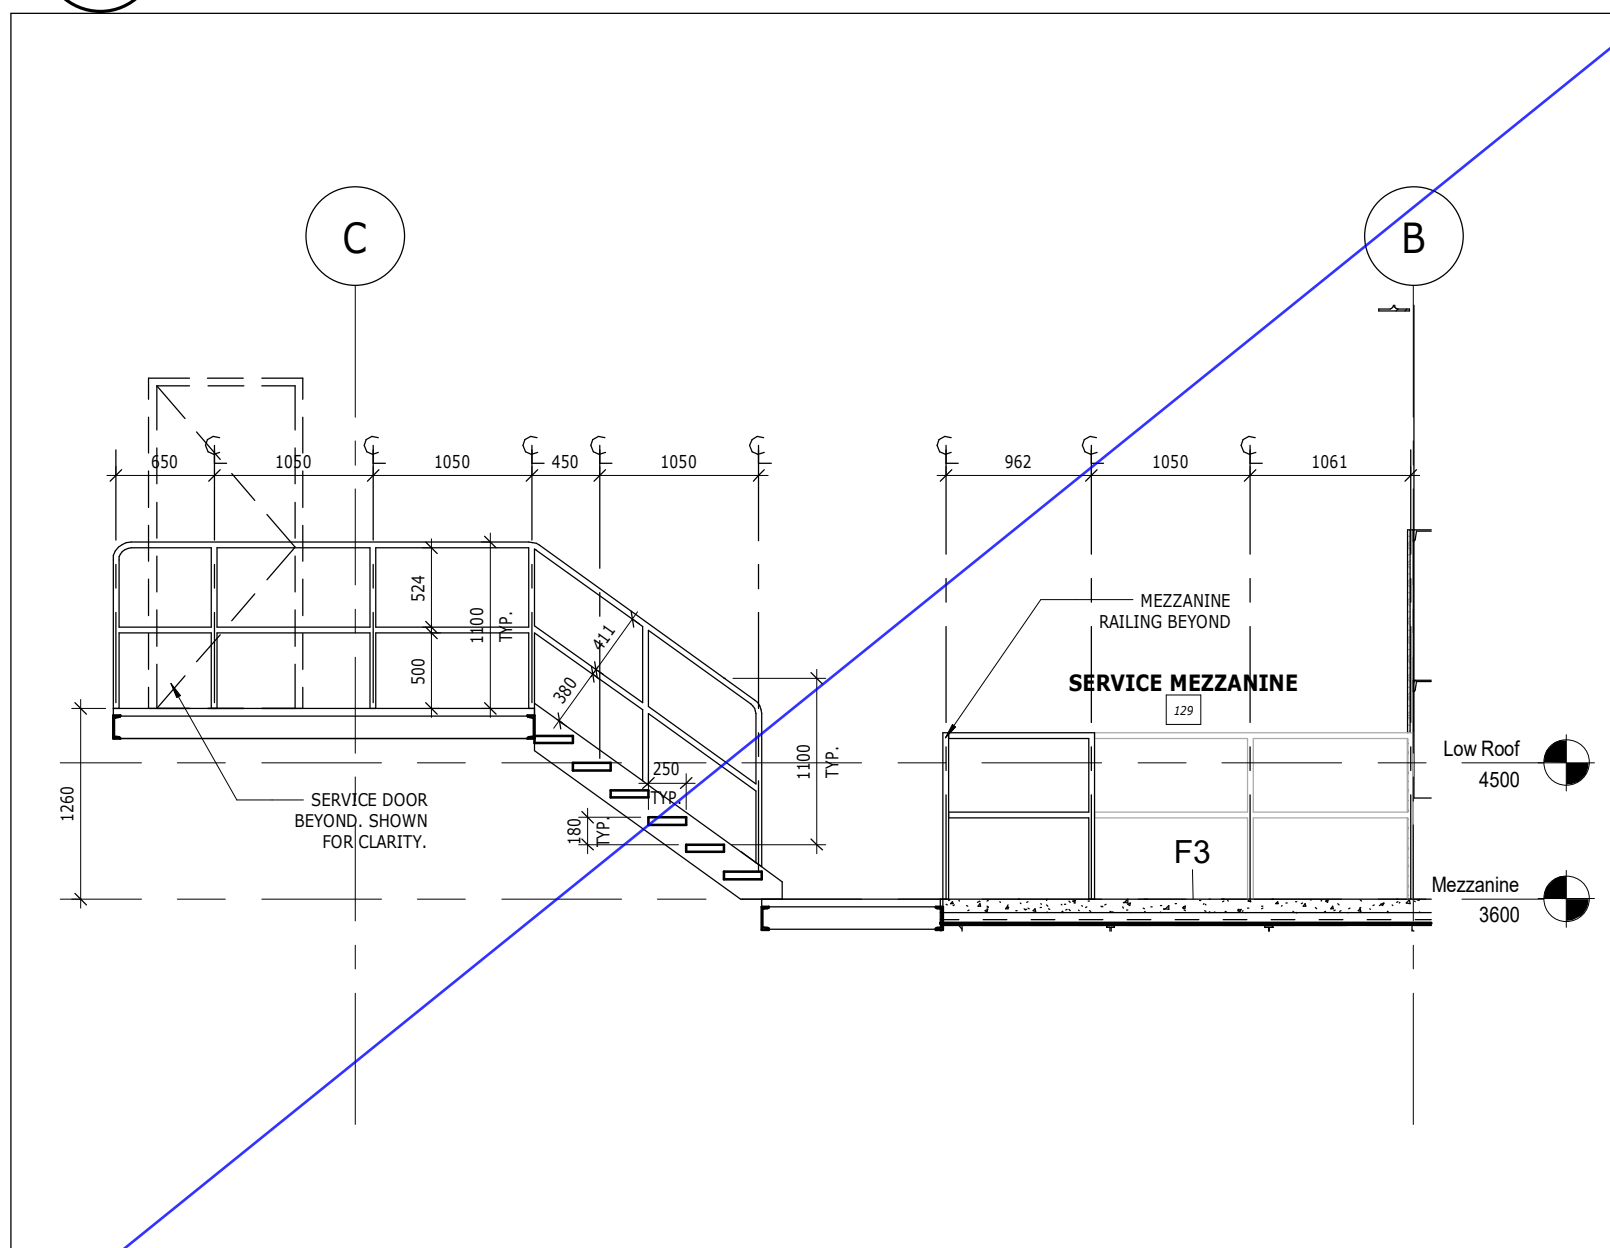 C
B
650
1050
1050
450
1050
962
1050
1061
524
500
1100
TYP.
411
380
MEZZANINE
RAILING BEYOND
SERVICE MEZZANINE
129
1100
TYP.
250
TYP.
180
TYP.
1260
SERVICE DOOR
BEYOND. SHOWN
FOR CLARITY.
F3
Low Roof
4500
Mezzanine
3600